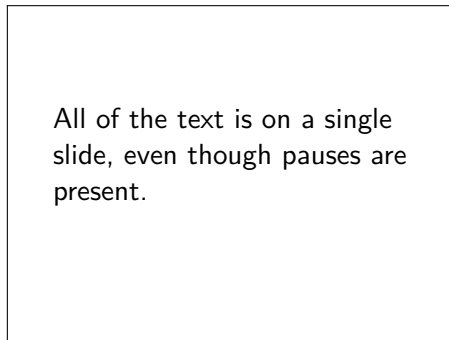 All of the text is on a single
slide, even though pauses are
present.